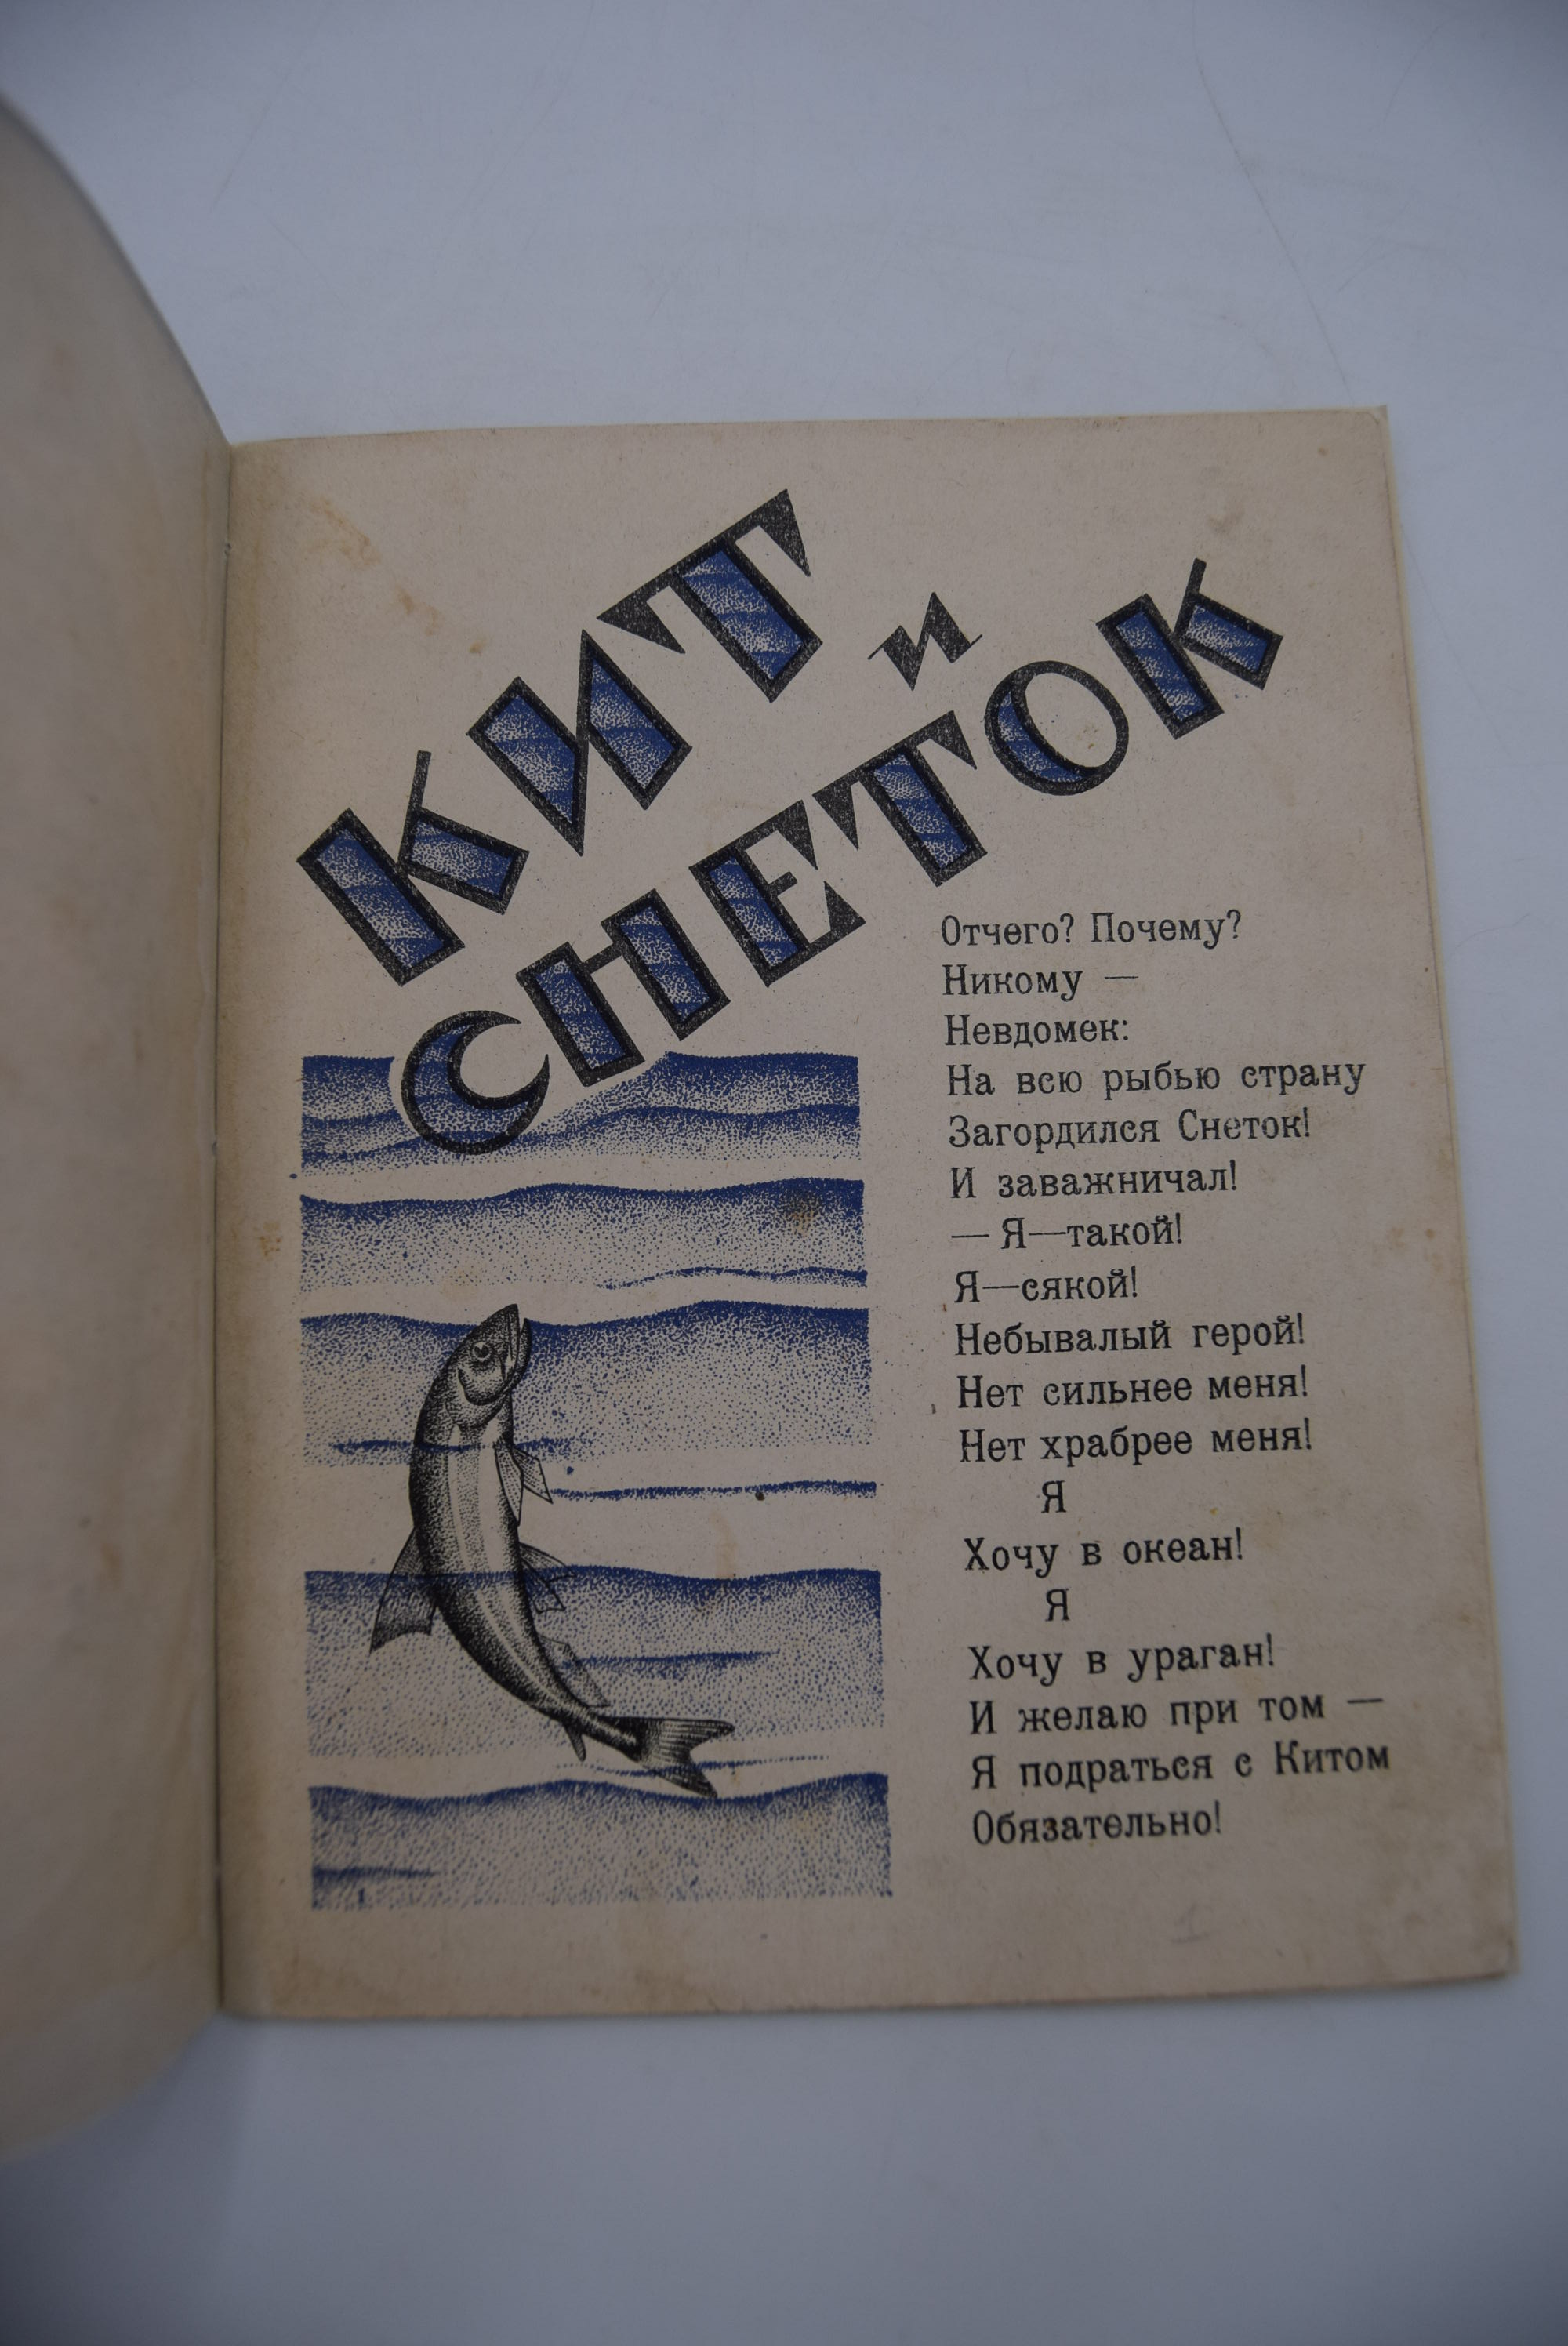 КИТ
и
СНЕТОК
Отчего? Почему?
Никому —
Невдомек:
На всю рыбью страну
Загордился Снеток!
И заважничал!
— Я—такой!
Я—сякой!
Небывалый герой!
Нет сильнее меня!
Нет храбрее меня!
Я
Хочу в океан!
Я
Хочу в ураган!
И желаю при том —
Я подраться с Китом
Обязательно!
1